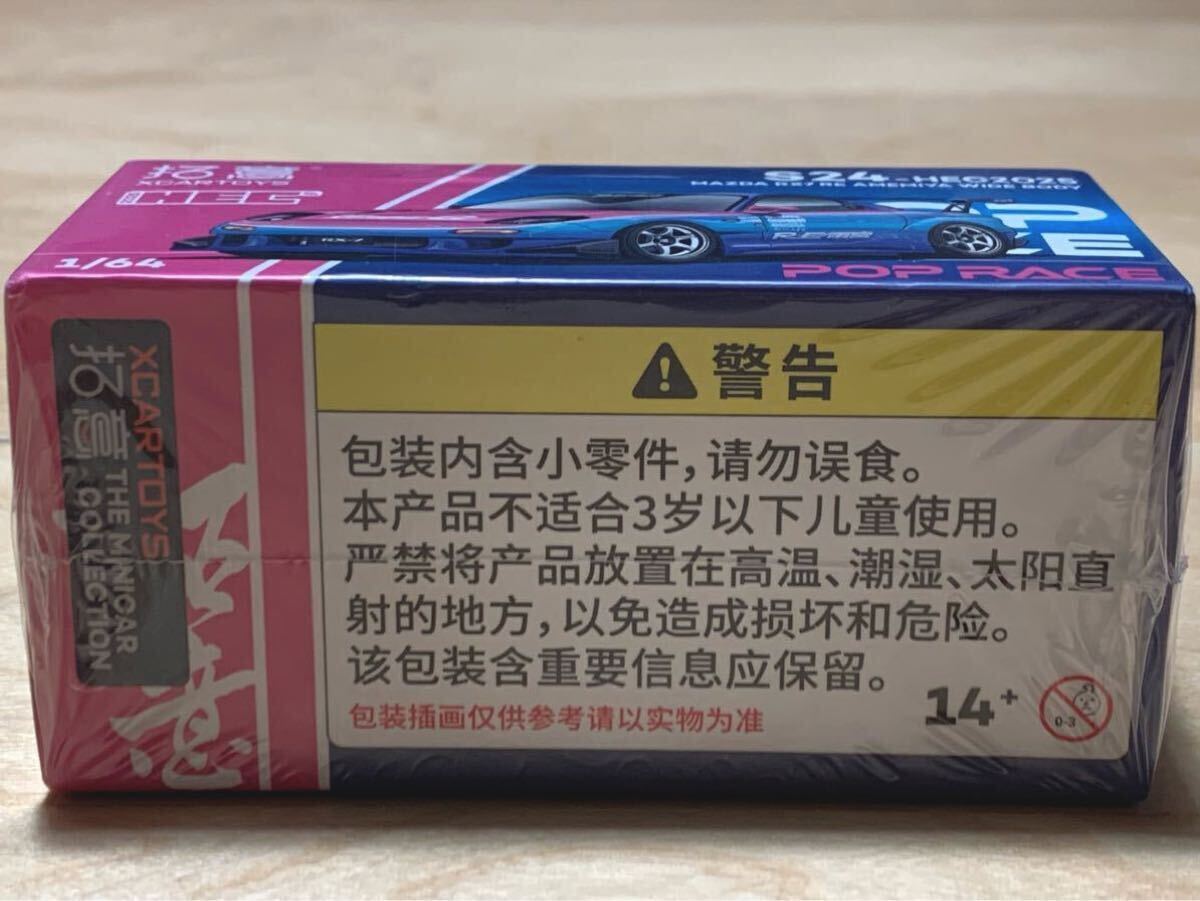 拓意
XCARTOYS
S24 HEG2025
MAZDA RX7 RE AMEMIYA WIDE BODY
RX-7
1/64
POP RACE
XCARTOYS
拓意
THE MINICAR
COLLECTION
警告
包装内含小零件，请勿误食。
本产品不适合3岁以下儿童使用。
严禁将产品放置在高温、潮湿、太阳直
射的地方，以免造成损坏和危险。
该包装含重要信息应保留。
包装插画仅供参考请以实物为准
14+
0-3